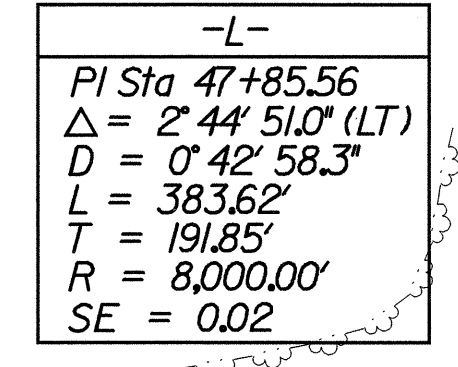 -L-
PI Sta 47+85.56
△ = 2° 44' 51.0" (LT)
D = 0° 42' 58.3"
L = 383.62'
T = 191.85'
R = 8,000.00'
SE = 0.02